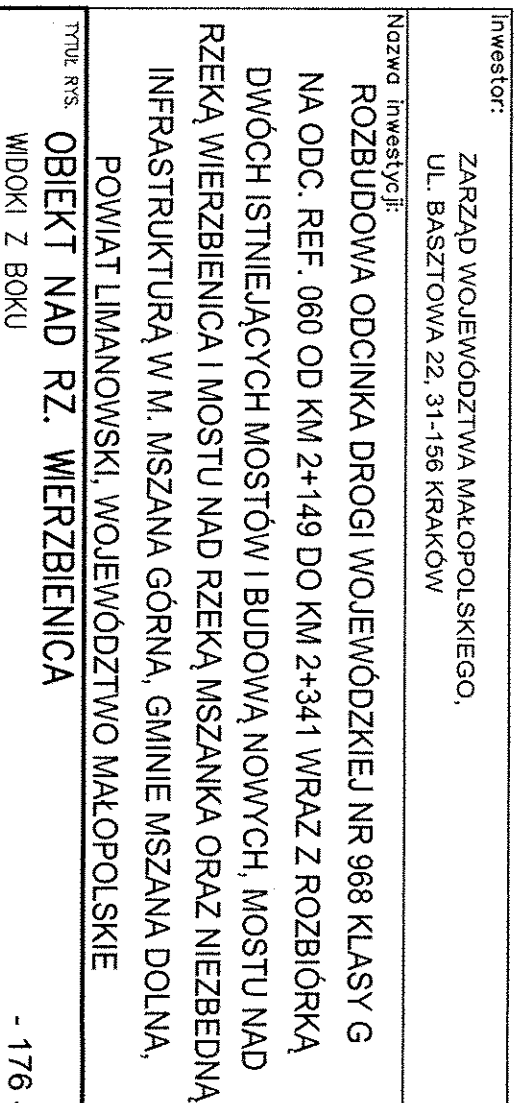 Inwestor:
ZARZĄD WOJEWÓDZTWA MAŁOPOLSKIEGO,
UL. BASZTOWA 22, 31-156 KRAKÓW
Nazwa inwestycji:
ROZBUDOWA ODCINKA DROGI WOJEWÓDZKIEJ NR 968 KLASY G
NA ODC. REF. 060 OD KM 2+149 DO KM 2+341 WRAZ Z ROZBIÓRKĄ
DWÓCH ISTNIEJĄCYCH MOSTÓW I BUDOWĄ NOWYCH, MOSTU NAD
RZEKĄ WIERZBIENICA I MOSTU NAD RZEKĄ MSZANKA ORAZ NIEZBEDNĄ
INFRASTRUKTURĄ W M. MSZANA GÓRNA, GMINIE MSZANA DOLNA,
POWIAT LIMANOWSKI, WOJEWÓDZTWO MAŁOPOLSKIE
TYTUŁ RYS. OBIEKT NAD RZ. WIERZBIENICA
WIDOKI Z BOKU
- 176 -